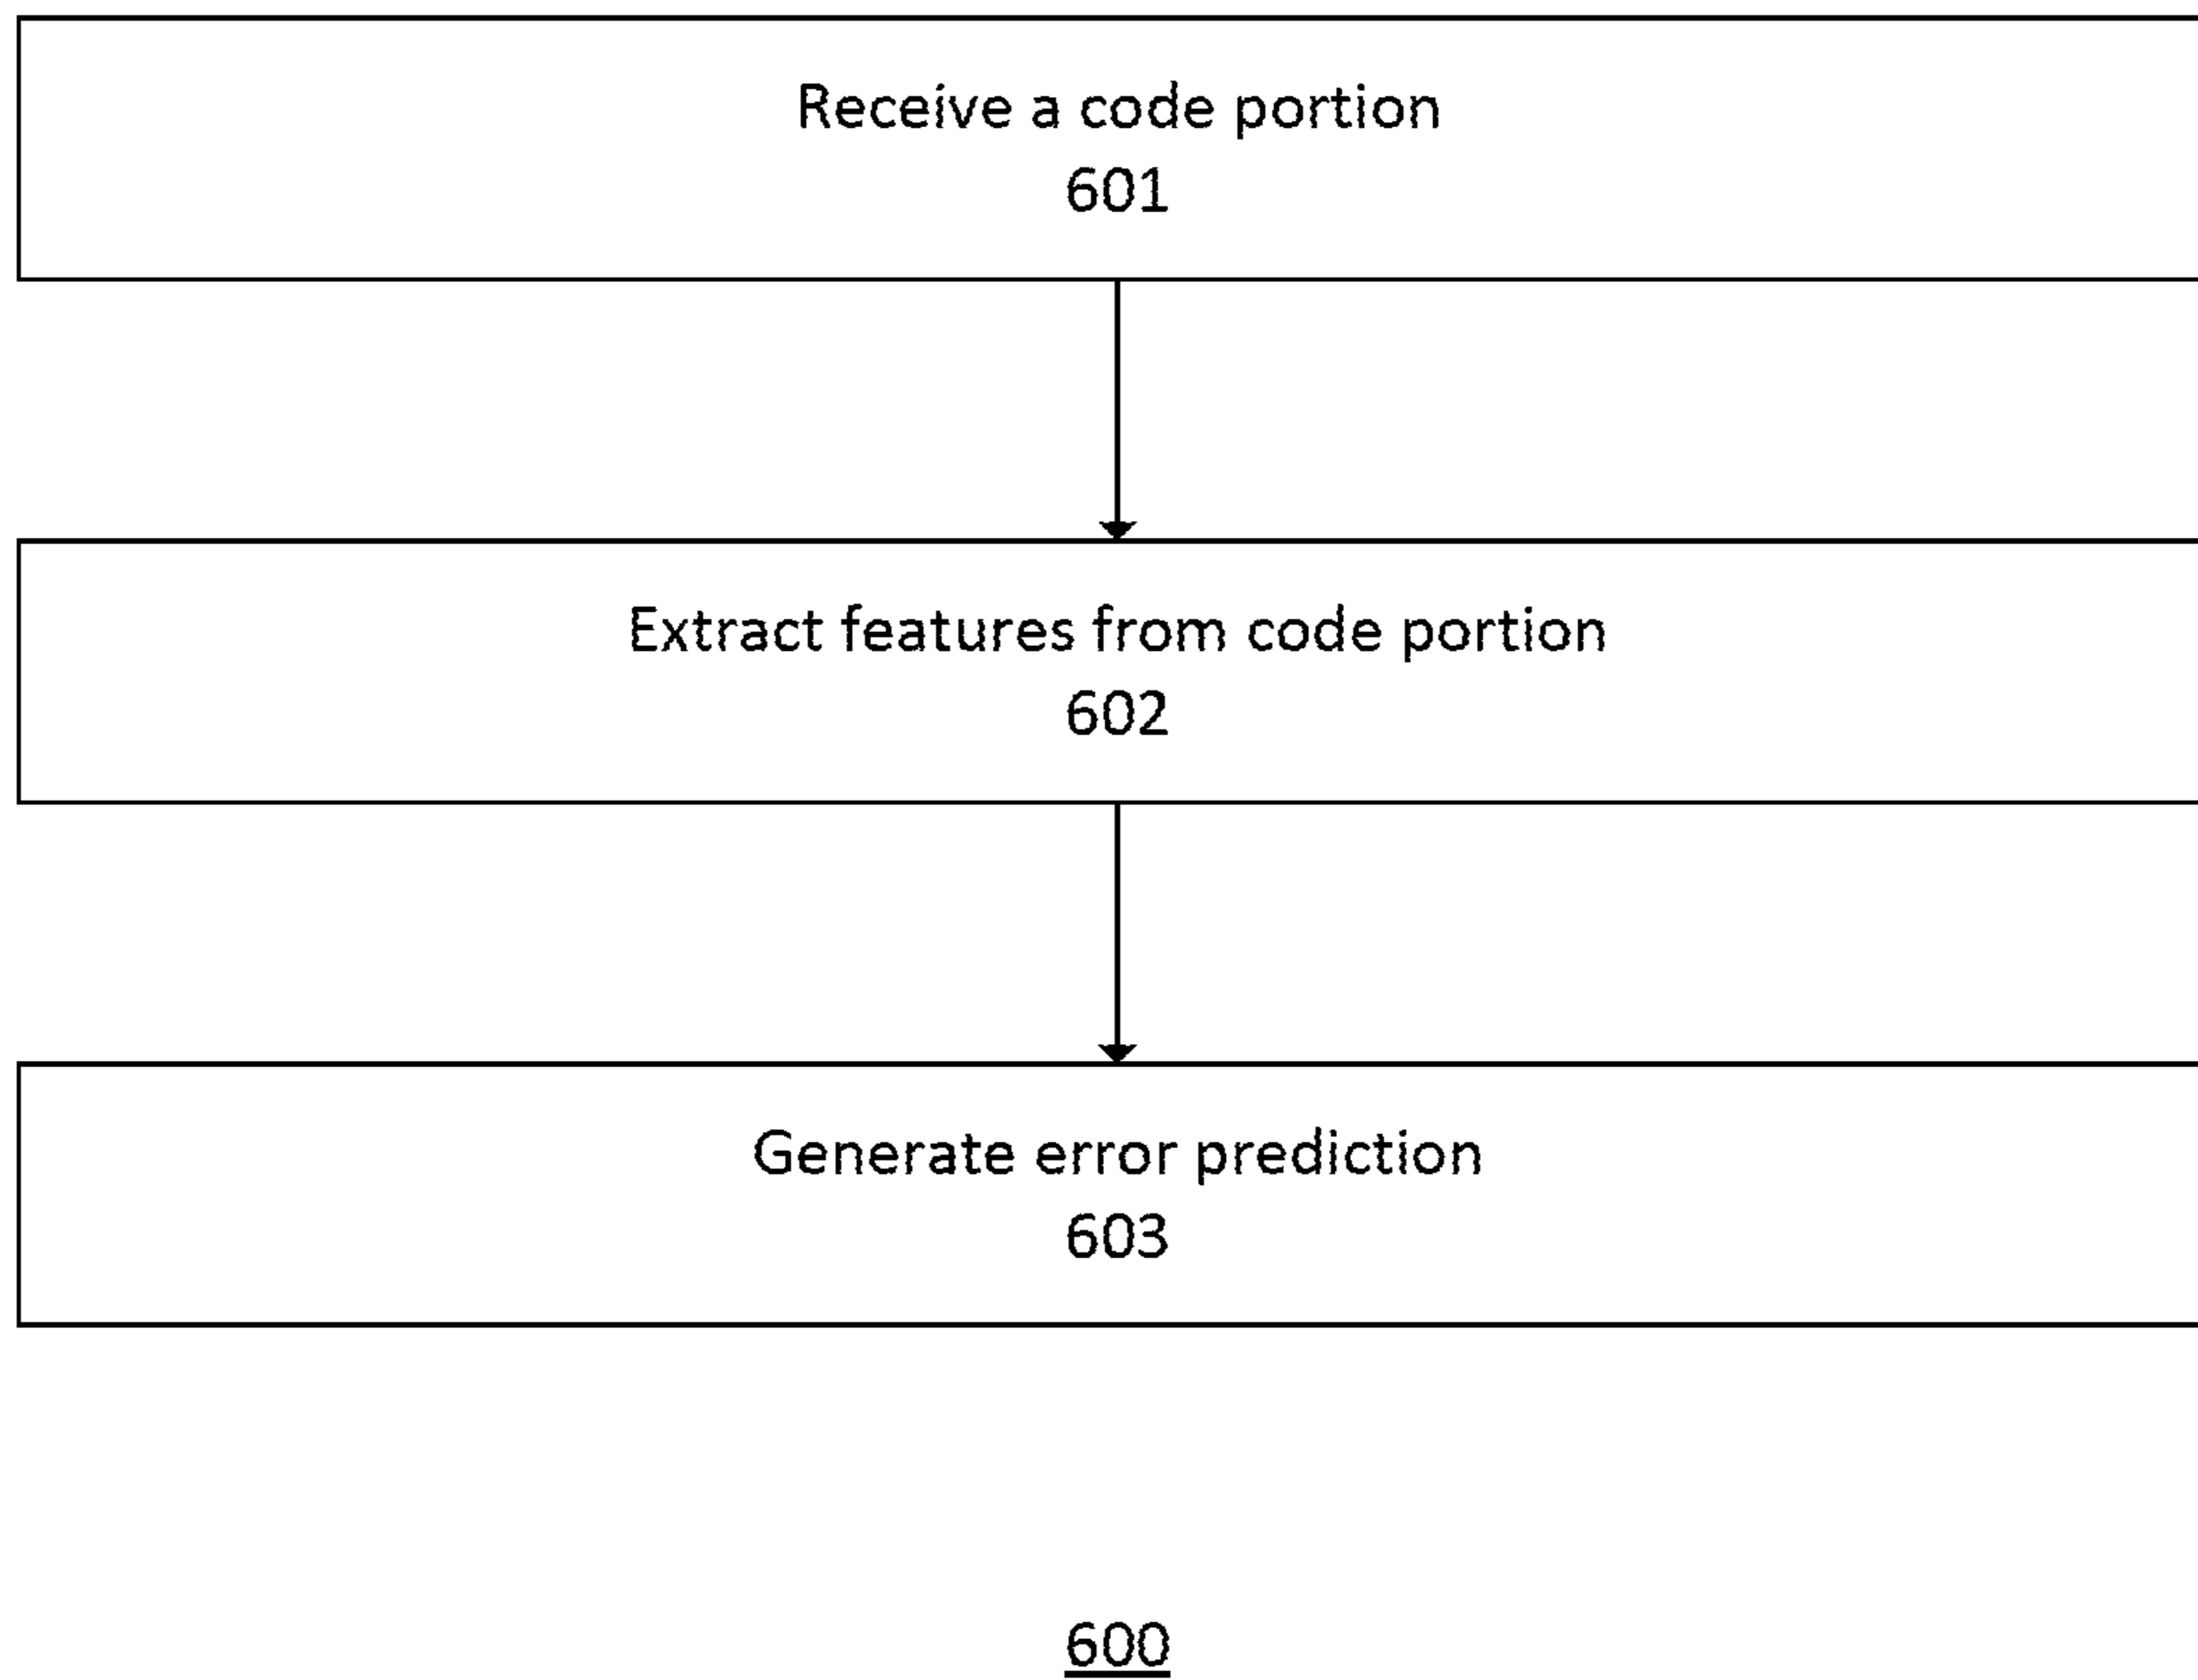 Receive a code portion
601
Extract features from code portion
602
Generate error prediction
603
600